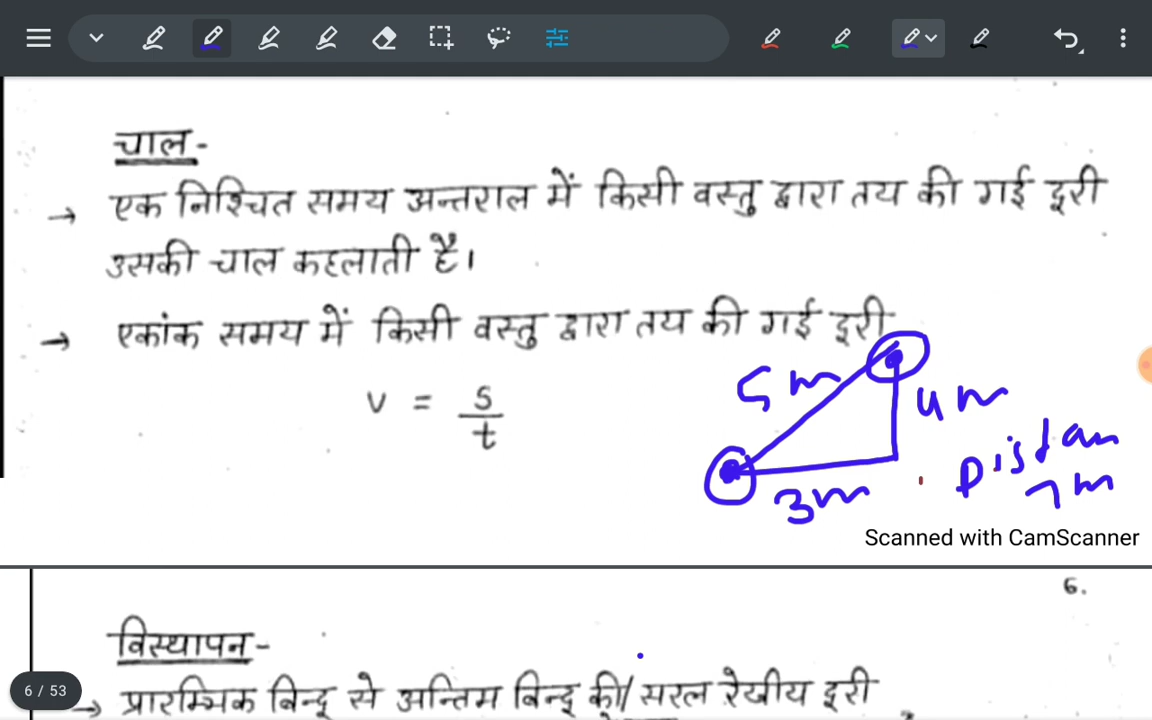 चाल -
→ एक निश्चित समय अन्तराल में किसी वस्तु द्वारा तय की गई दूरी
उसकी चाल कहलाती है।
→ एकांक समय में किसी वस्तु द्वारा तय की गई दूरी
v = s/t
5m
4m
3m
Distan
7m
Scanned with CamScanner
6.
विस्थापन -
6 / 53
→ प्रारम्भिक बिन्दु से अन्तिम बिन्दु की/सरल रेखीय दूरी